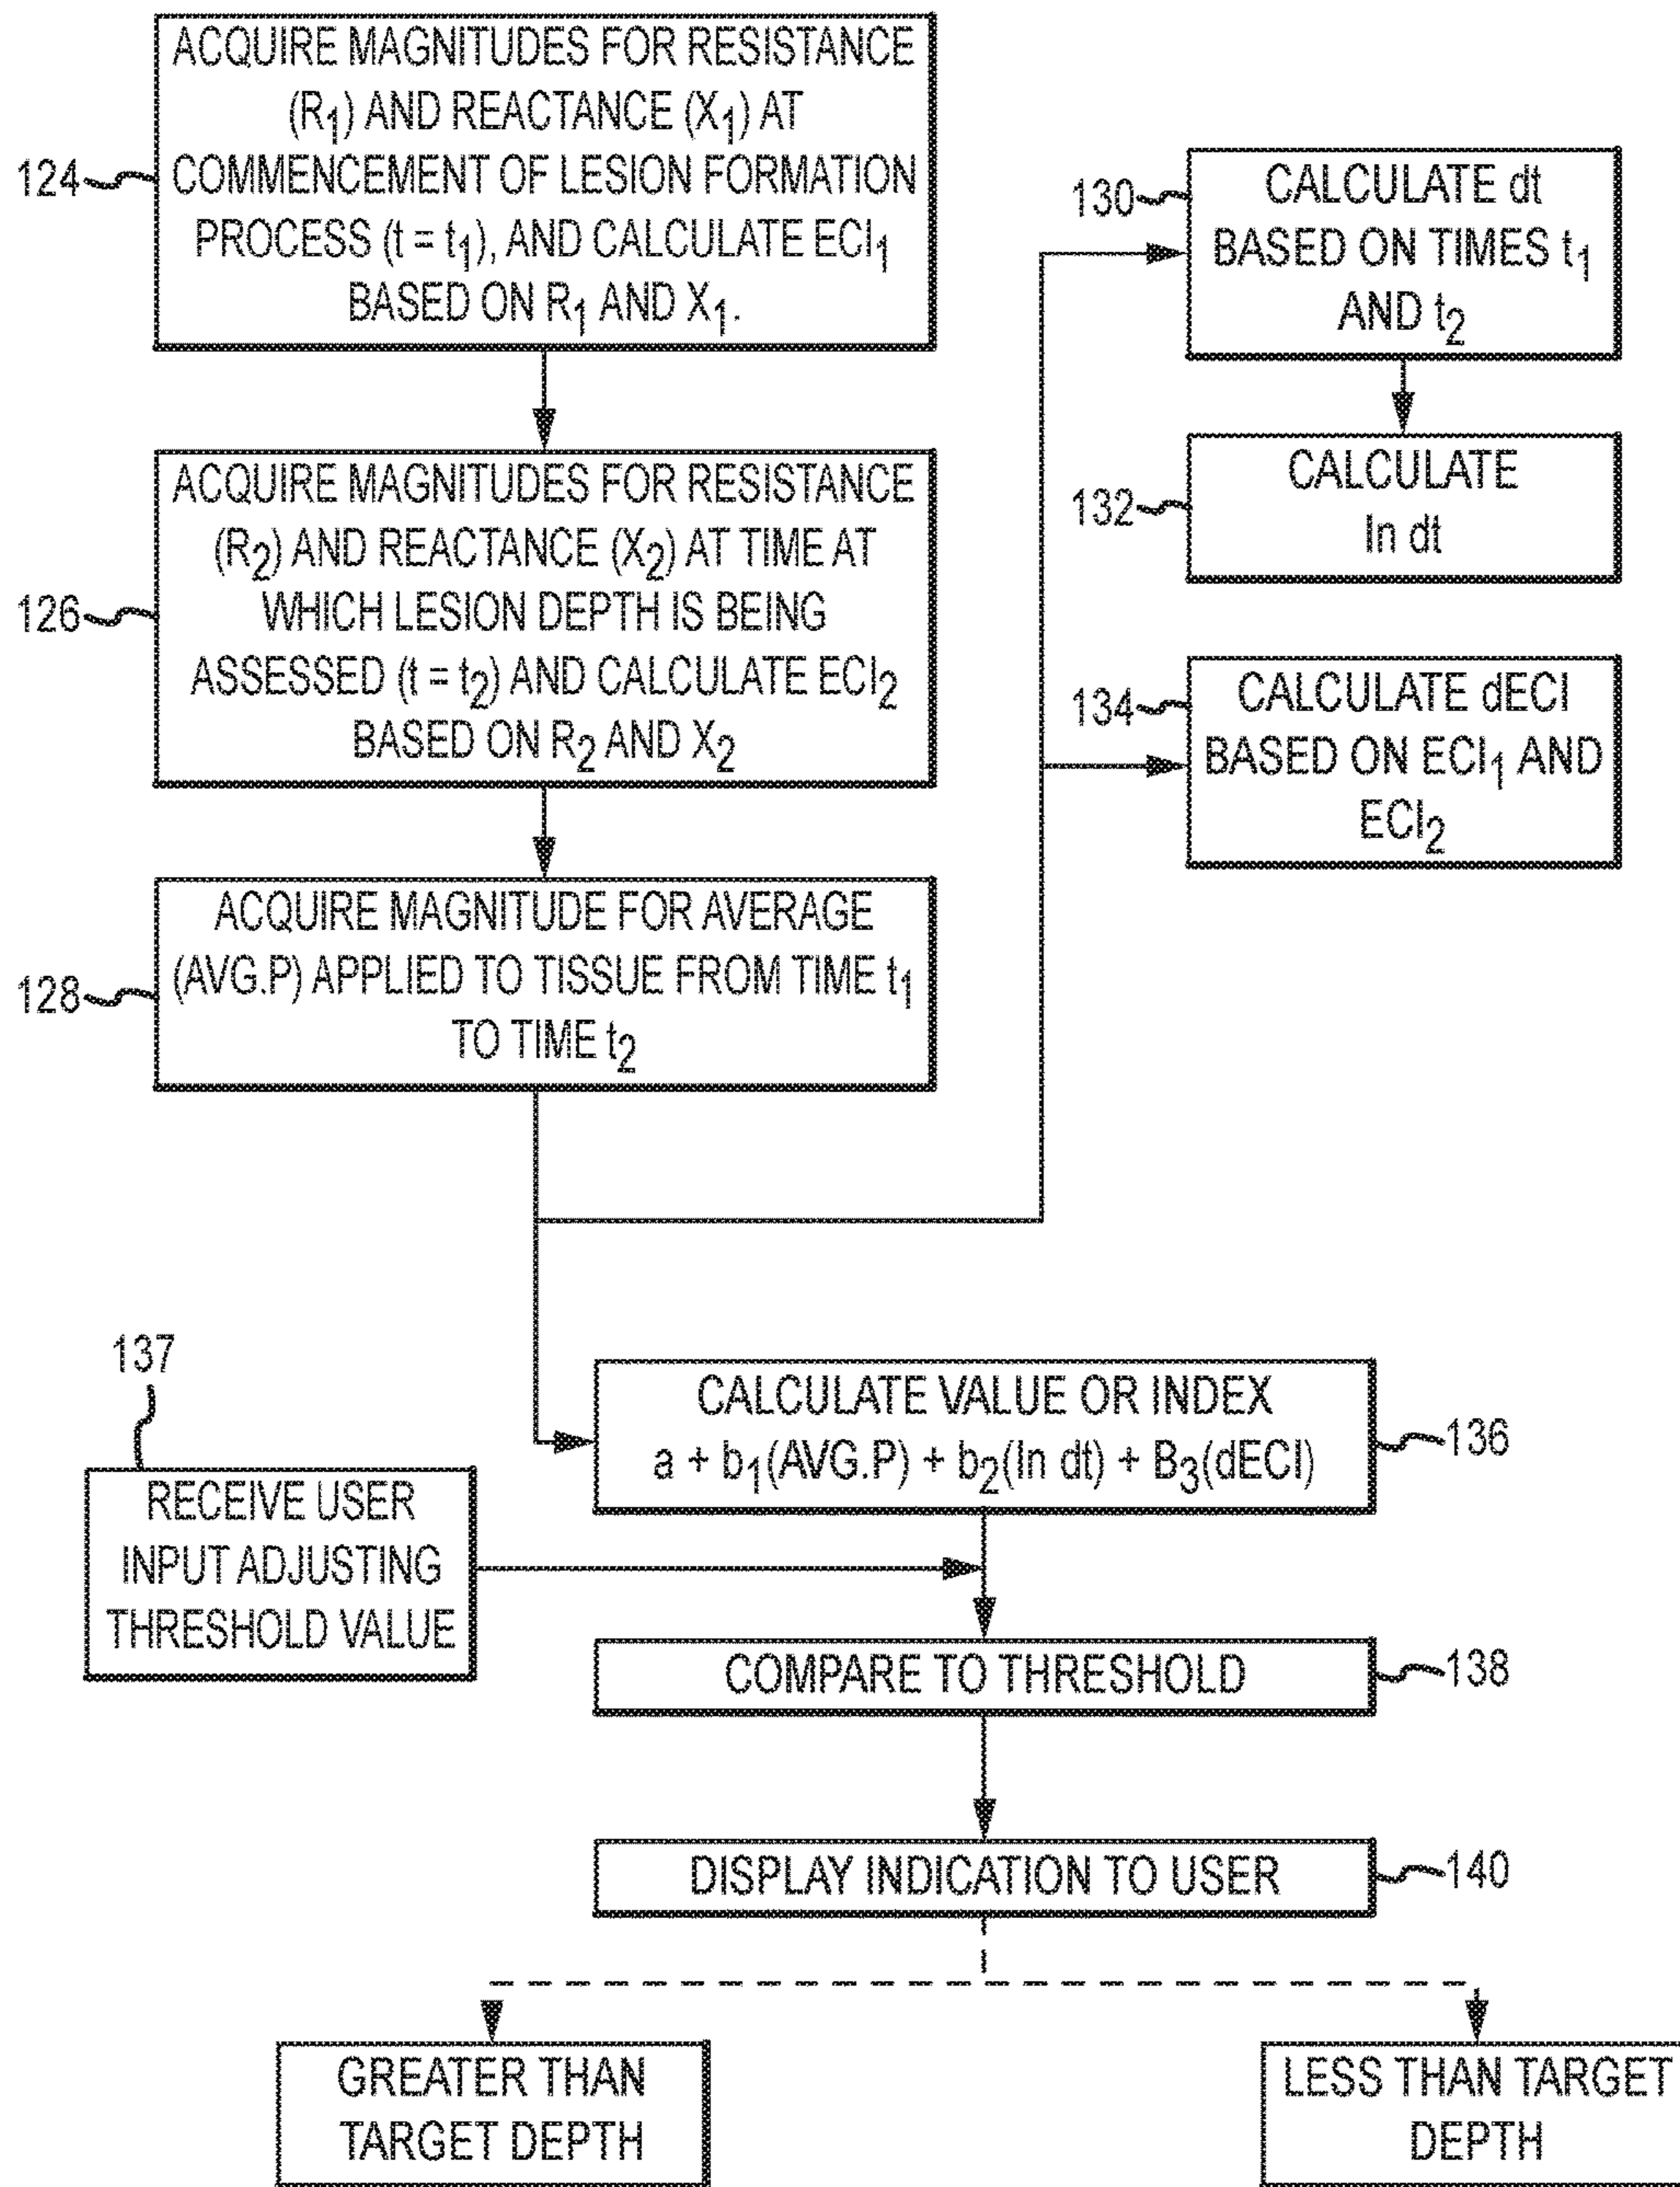 ACQUIRE MAGNITUDES FOR RESISTANCE
(R₁) AND REACTANCE (X₁) AT
COMMENCEMENT OF LESION FORMATION
PROCESS (t = t₁), AND CALCULATE ECI₁
BASED ON R₁ AND X₁.
124
ACQUIRE MAGNITUDES FOR RESISTANCE
(R₂) AND REACTANCE (X₂) AT TIME AT
WHICH LESION DEPTH IS BEING
ASSESSED (t = t₂) AND CALCULATE ECI₂
BASED ON R₂ AND X₂
126
ACQUIRE MAGNITUDE FOR AVERAGE
(AVG.P) APPLIED TO TISSUE FROM TIME t₁
TO TIME t₂
128
130
CALCULATE dt
BASED ON TIMES t₁
AND t₂
132
CALCULATE
ln dt
134
CALCULATE dECI
BASED ON ECI₁ AND
ECI₂
CALCULATE VALUE OR INDEX
a + b₁(AVG.P) + b₂(ln dt) + B₃(dECI)
136
137
RECEIVE USER
INPUT ADJUSTING
THRESHOLD VALUE
COMPARE TO THRESHOLD
138
DISPLAY INDICATION TO USER
140
GREATER THAN
TARGET DEPTH
LESS THAN TARGET
DEPTH